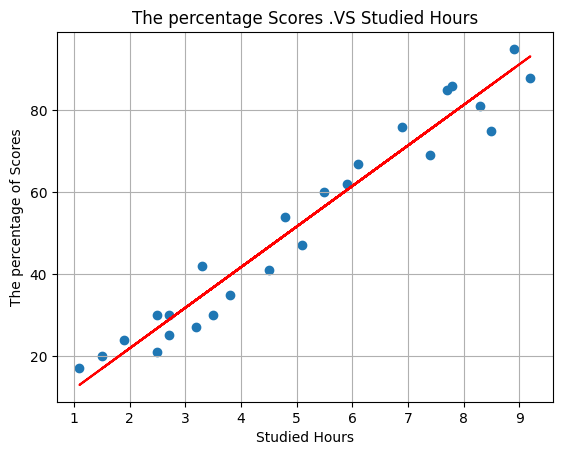 The percentage Scores .VS Studied Hours
The percentage of Scores
80
60
40
20
1 2 3 4 5 6 7 8 9
Studied Hours